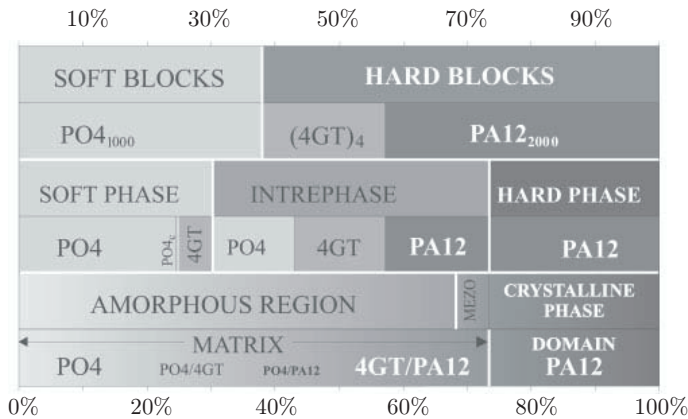 10% 30% 50% 70% 90%
SOFT BLOCKS HARD BLOCKS
PO4₁₀₀₀ (4GT)₄ PA12₂₀₀₀
SOFT PHASE INTREPHASE HARD PHASE
PO4 PO4c 4GT PO4 4GT PA12 PA12
AMORPHOUS REGION MEZO CRYSTALLINE
PHASE
MATRIX DOMAIN
PO4 PO4/4GT PO4/PA12 4GT/PA12 PA12
0% 20% 40% 60% 80% 100%